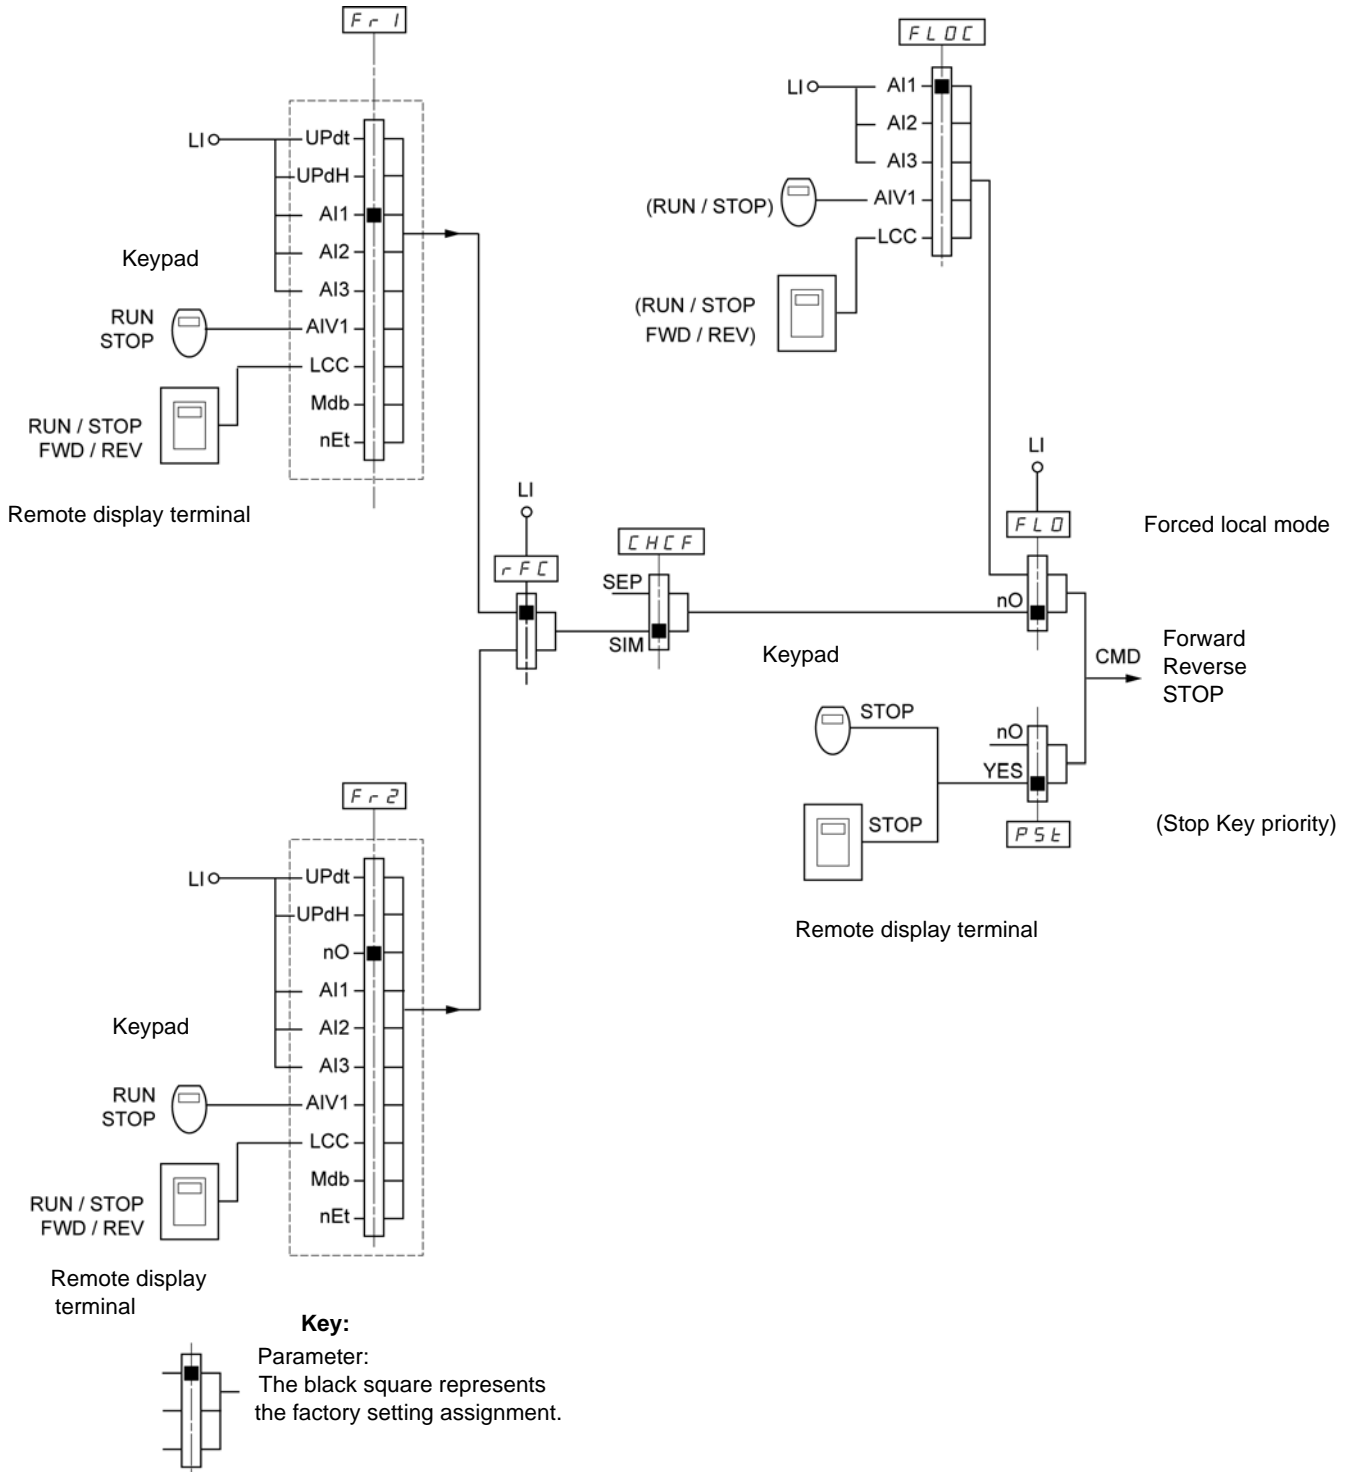 Fr1
LI
UPdt
UPdH
AI1
AI2
AI3
AIV1
LCC
Mdb
nEt
Keypad
RUN
STOP
RUN / STOP
FWD / REV
Remote display terminal
FLOC
LI
AI1
AI2
AI3
AIV1
LCC
(RUN / STOP)
(RUN / STOP
FWD / REV)
LI
rFC
CHCF
SEP
SIM
LI
FLO
nO
Forced local mode
Keypad
CMD
Forward
Reverse
STOP
STOP
STOP
nO
YES
PSt
(Stop Key priority)
Remote display terminal
Fr2
LI
UPdt
UPdH
nO
AI1
AI2
AI3
AIV1
LCC
Mdb
nEt
Keypad
RUN
STOP
RUN / STOP
FWD / REV
Remote display
terminal
Key:
Parameter:
The black square represents
the factory setting assignment.